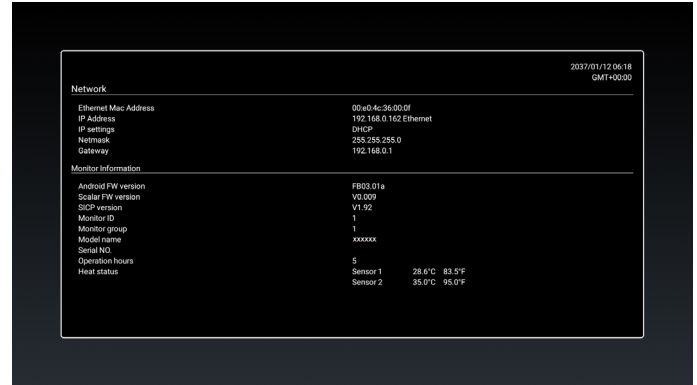 2037/01/12 06:18
GMT+00:00
Network
Ethernet Mac Address 00:e0:4c:36:00:0f
IP Address 192.168.0.162 Ethernet
IP settings DHCP
Netmask 255.255.255.0
Gateway 192.168.0.1
Monitor Information
Android FW version FB03.01a
Scalar FW version V0.009
SICP version V1.92
Monitor ID 1
Monitor group 1
Model name xxxxxx
Serial NO.
Operation hours 5
Heat status Sensor 1 28.6°C 83.5°F
Sensor 2 35.0°C 95.0°F